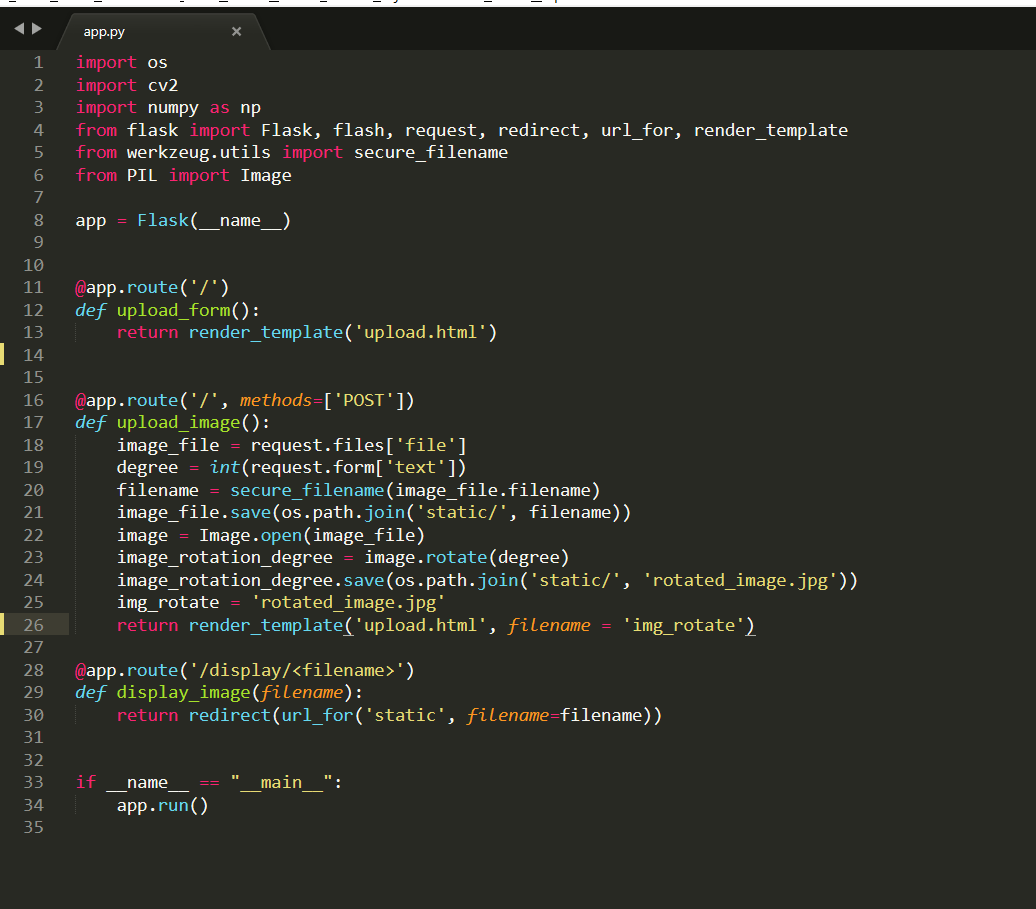 app.py ×
1 import os
2 import cv2
3 import numpy as np
4 from flask import Flask, flash, request, redirect, url_for, render_template
5 from werkzeug.utils import secure_filename
6 from PIL import Image
7
8 app = Flask(__name__)
9
10
11 @app.route('/')
12 def upload_form():
13     return render_template('upload.html')
14
15
16 @app.route('/', methods=['POST'])
17 def upload_image():
18     image_file = request.files['file']
19     degree = int(request.form['text'])
20     filename = secure_filename(image_file.filename)
21     image_file.save(os.path.join('static/', filename))
22     image = Image.open(image_file)
23     image_rotation_degree = image.rotate(degree)
24     image_rotation_degree.save(os.path.join('static/', 'rotated_image.jpg'))
25     img_rotate = 'rotated_image.jpg'
26     return render_template('upload.html', filename = 'img_rotate')
27
28 @app.route('/display/<filename>')
29 def display_image(filename):
30     return redirect(url_for('static', filename=filename))
31
32
33 if __name__ == "__main__":
34     app.run()
35